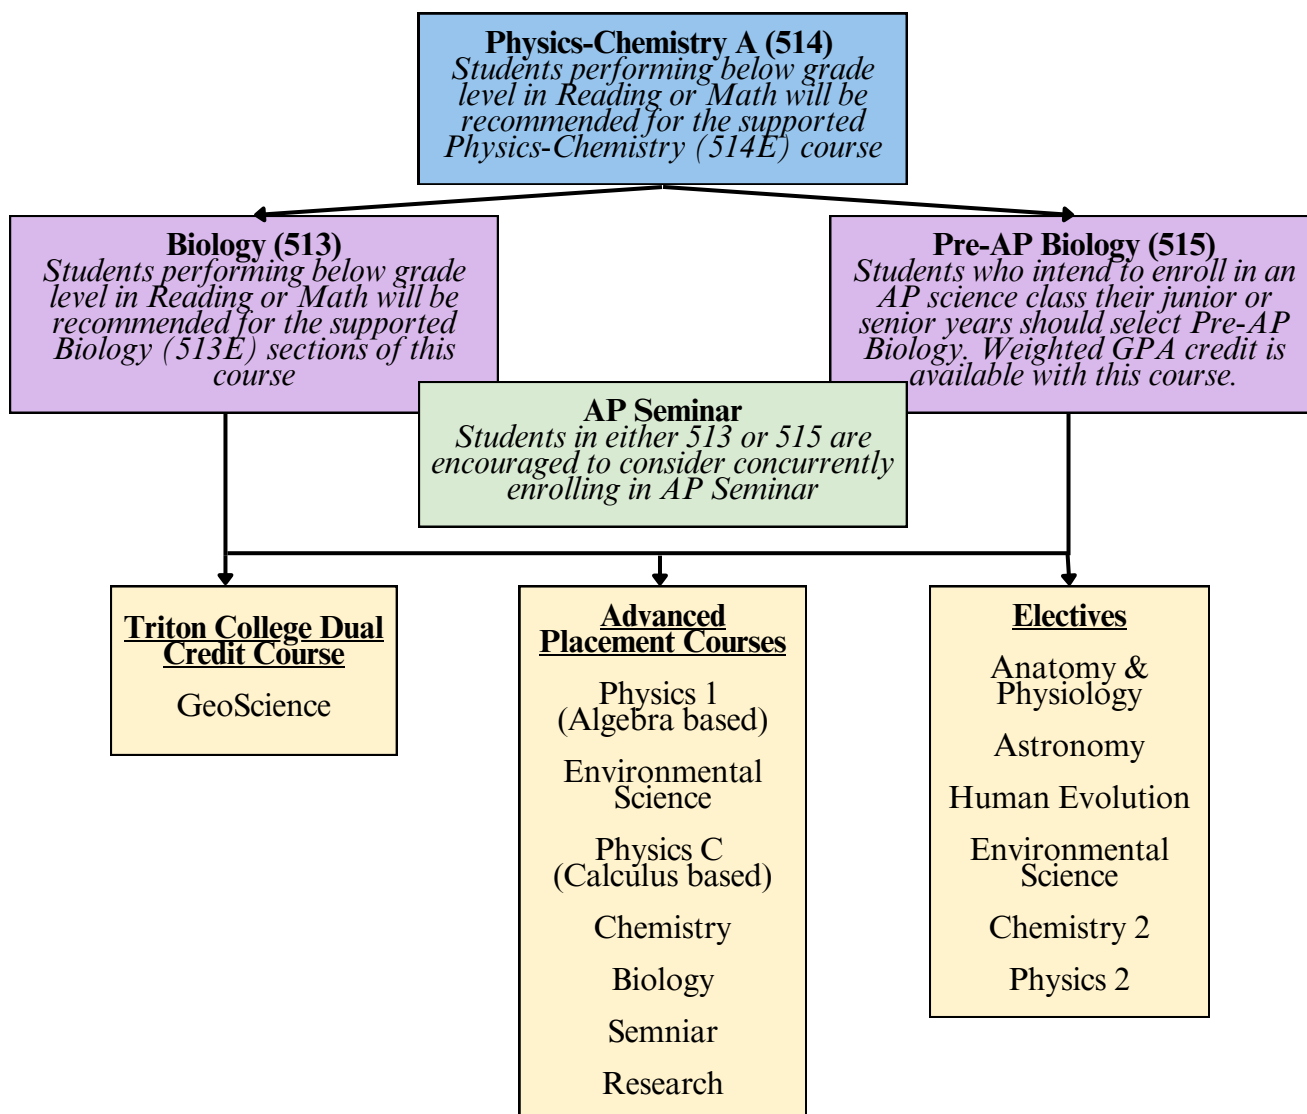 Physics-Chemistry A (514)
Students performing below grade
level in Reading or Math will be
recommended for the supported
Physics-Chemistry (514E) course
Biology (513)
Students performing below grade
level in Reading or Math will be
recommended for the supported
Biology (513E) sections of this
course
Pre-AP Biology (515)
Students who intend to enroll in an
AP science class their junior or
senior years should select Pre-AP
Biology. Weighted GPA credit is
available with this course.
AP Seminar
Students in either 513 or 515 are
encouraged to consider concurrently
enrolling in AP Seminar
Triton College Dual
Credit Course
GeoScience
Advanced
Placement Courses
Physics 1
(Algebra based)
Environmental
Science
Physics C
(Calculus based)
Chemistry
Biology
Semniar
Research
Electives
Anatomy &
Physiology
Astronomy
Human Evolution
Environmental
Science
Chemistry 2
Physics 2